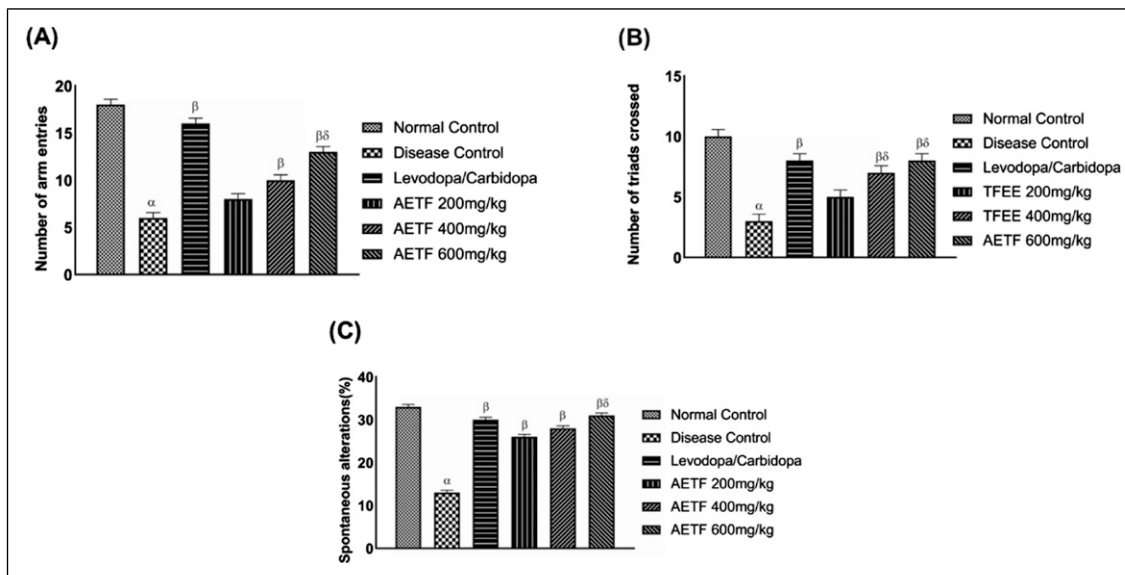 (A)
Number of arm entries
20
15
10
5
0
α
β
β
βδ
Normal Control
Disease Control
Levodopa/Carbidopa
AETF 200mg/kg
AETF 400mg/kg
AETF 600mg/kg
(B)
Number of triads crossed
15
10
5
0
α
β
βδ
βδ
Normal Control
Disease Control
Levodopa/Carbidopa
TFEE 200mg/kg
TFEE 400mg/kg
AETF 600mg/kg
(C)
Spontaneous alterations(%)
40
30
20
10
0
α
β
β
β
βδ
Normal Control
Disease Control
Levodopa/Carbidopa
AETF 200mg/kg
AETF 400mg/kg
AETF 600mg/kg